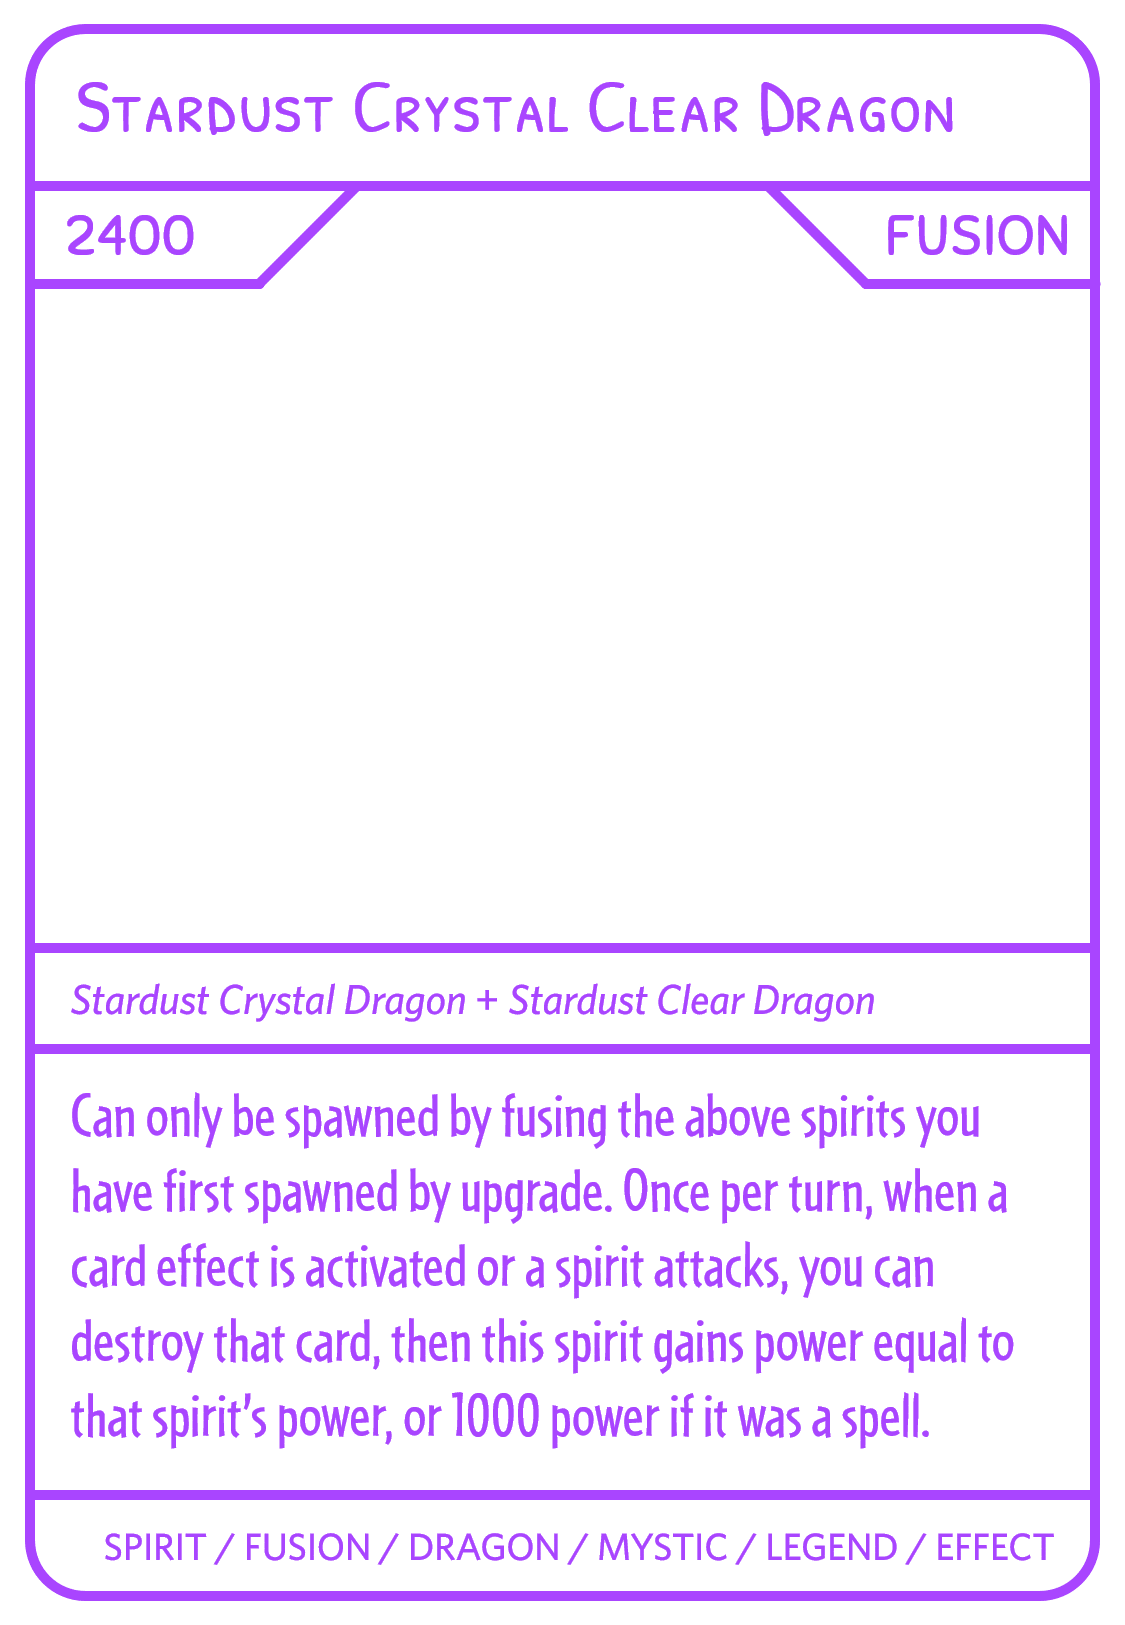 Stardust Crystal Clear Dragon
2400
FUSION
Stardust Crystal Dragon + Stardust Clear Dragon
Can only be spawned by fusing the above spirits you
have first spawned by upgrade. Once per turn, when a
card effect is activated or a spirit attacks, you can
destroy that card, then this spirit gains power equal to
that spirit’s power, or 1000 power if it was a spell.
SPIRIT / FUSION / DRAGON / MYSTIC / LEGEND / EFFECT